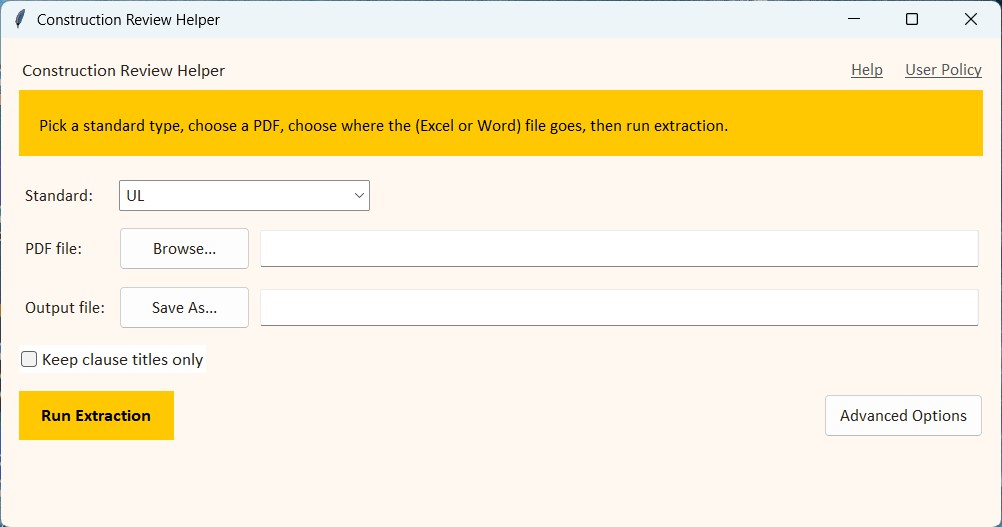 Construction Review Helper
Construction Review Helper
Help User Policy
Pick a standard type, choose a PDF, choose where the (Excel or Word) file goes, then run extraction.
Standard: UL
PDF file: Browse...
Output file: Save As...
Keep clause titles only
Run Extraction Advanced Options